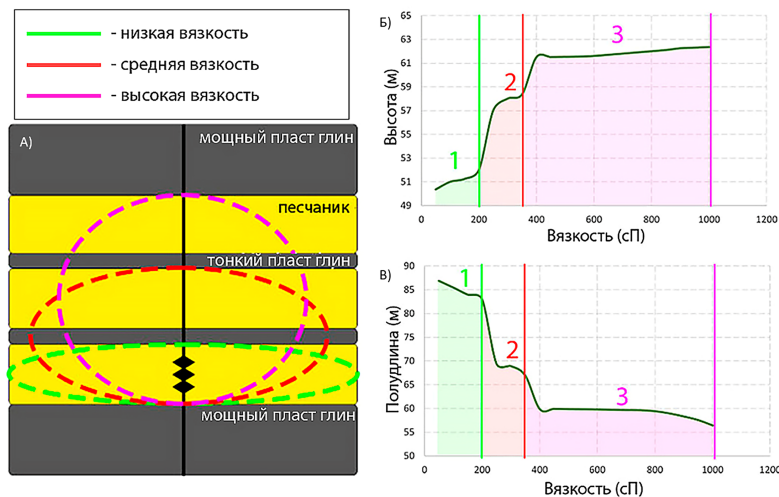 - низкая вязкость
- средняя вязкость
- высокая вязкость
А)
мощный пласт глин
песчаник
тонкий пласт глин
мощный пласт глин
Б)
Высота (м)
65
63
61
59
57
55
53
51
49
1
2
3
0 200 400 600 800 1000 1200
Вязкость (сП)
В)
Полудлина (м)
90
85
80
75
70
65
60
55
50
1
2
3
0 200 400 600 800 1000 1200
Вязкость (сП)